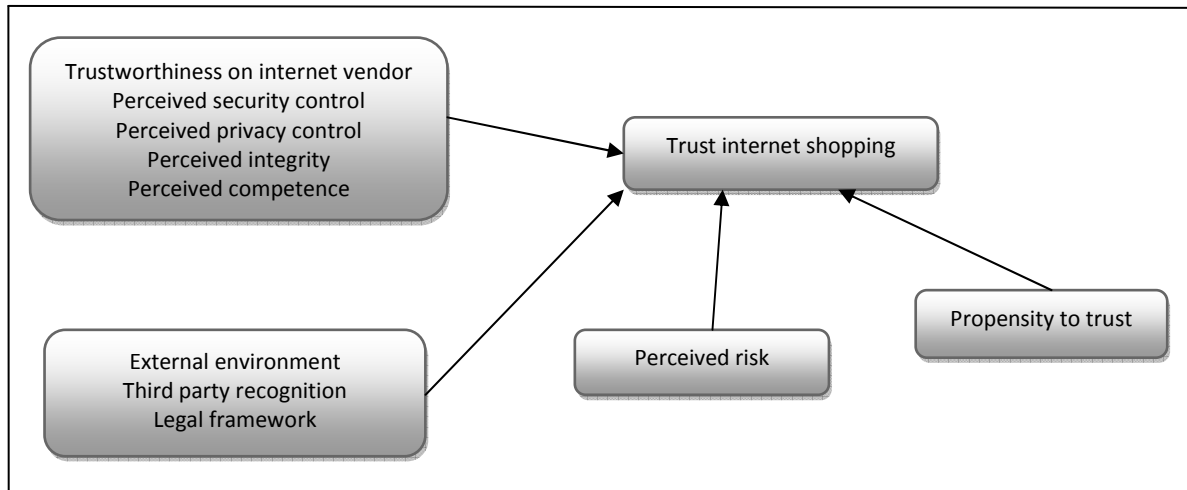 Trustworthiness on internet vendor
Perceived security control
Perceived privacy control
Perceived integrity
Perceived competence
Trust internet shopping
External environment
Third party recognition
Legal framework
Perceived risk
Propensity to trust